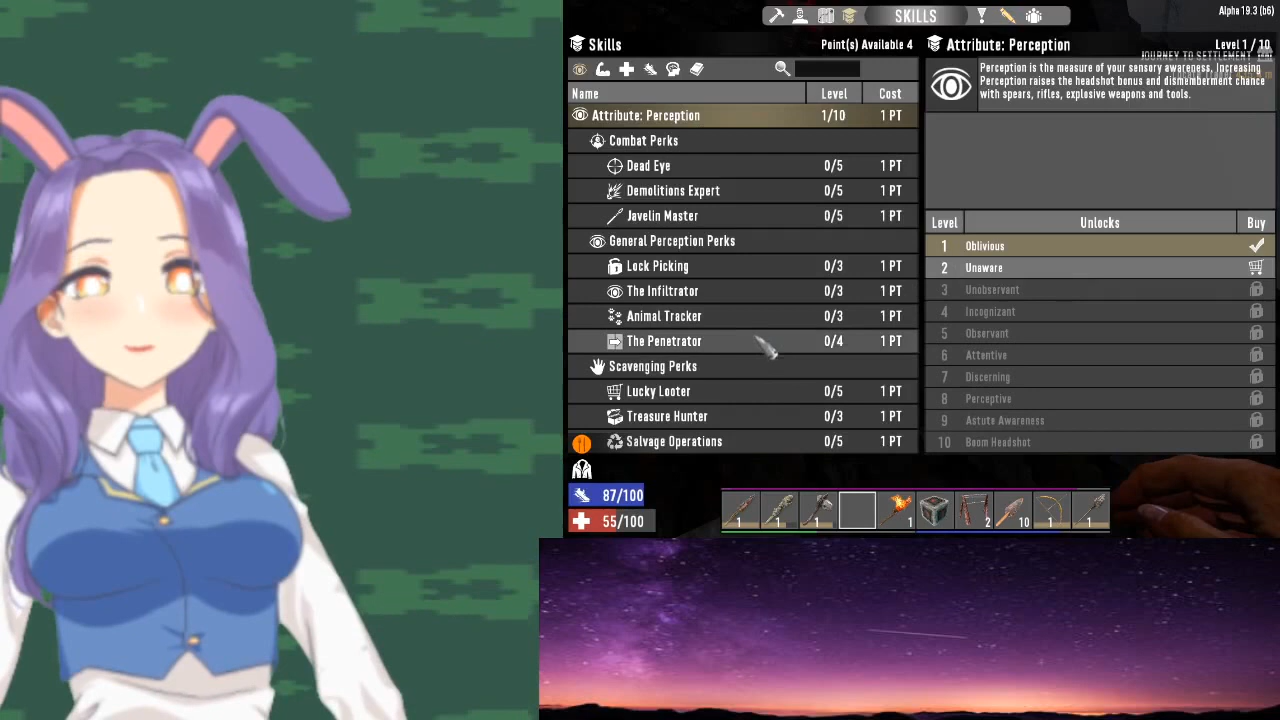 Alpha 19.3 (b6)
SKILLS
Skills
Point(s) Available 4
Name Level Cost
Attribute: Perception 1/10 1 PT
Combat Perks
Dead Eye 0/5 1 PT
Demolitions Expert 0/5 1 PT
Javelin Master 0/5 1 PT
General Perception Perks
Lock Picking 0/3 1 PT
The Infiltrator 0/3 1 PT
Animal Tracker 0/3 1 PT
The Penetrator 0/4 1 PT
Scavenging Perks
Lucky Looter 0/5 1 PT
Treasure Hunter 0/3 1 PT
Salvage Operations 0/5 1 PT
Attribute: Perception
Level 1/10
JOURNEY TO SETTLEMENT
Perception is the measure of your sensory awareness. Increasing
Perception raises the headshot bonus and dismemberment chance
with spears, rifles, explosive weapons and tools.
Level Unlocks Buy
1 Oblivious
2 Unaware
3 Unobservant
4 Incognizant
5 Observant
6 Attentive
7 Discerning
8 Perceptive
9 Astute Awareness
10 Boom Headshot
87/100
55/100
1 1 1 1 2 10 1 1